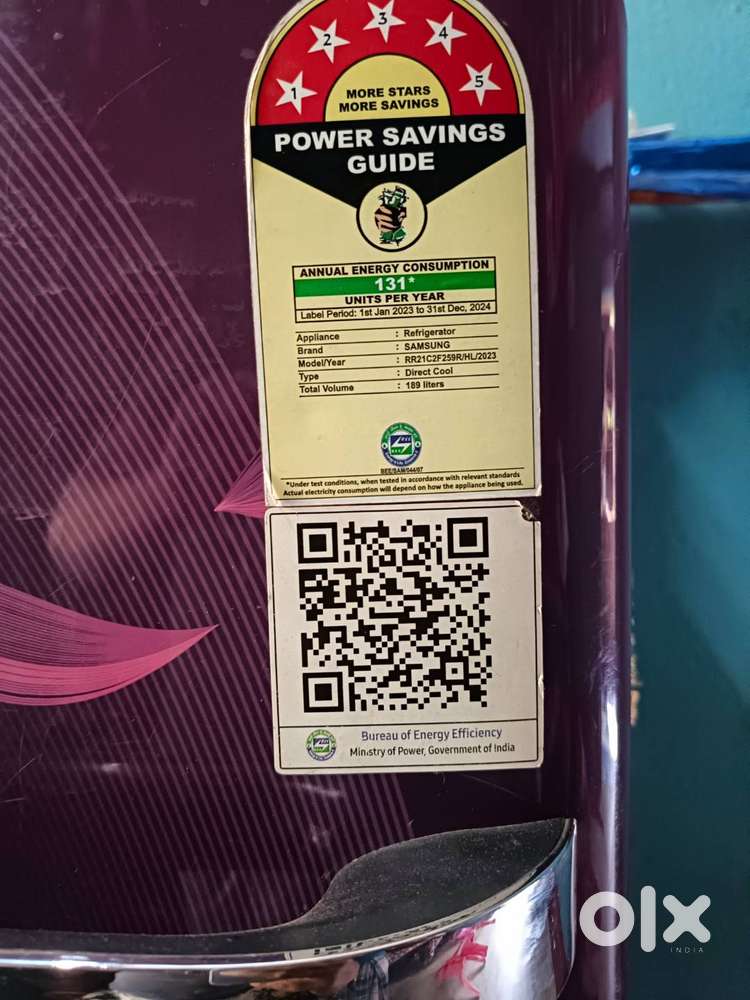 1 2 3 4 5
MORE STARS
MORE SAVINGS
POWER SAVINGS
GUIDE
ANNUAL ENERGY CONSUMPTION
131*
UNITS PER YEAR
Label Period: 1st Jan 2023 to 31st Dec, 2024
Appliance : Refrigerator
Brand : SAMSUNG
Model/Year : RR21C2F259R/HL/2023
Type : Direct Cool
Total Volume : 189 liters
BEE/SAM/044/07
*Under test conditions, when tested in accordance with relevant standards
Actual electricity consumption will depend on how the appliance being used.
Bureau of Energy Efficiency
Ministry of Power, Government of India
olx
INDIA